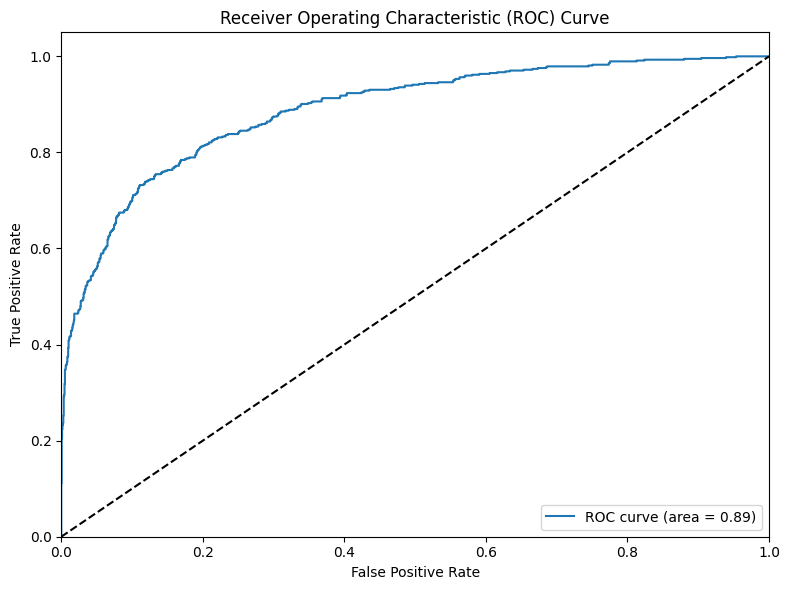 Receiver Operating Characteristic (ROC) Curve
1.0
0.8
0.6
0.4
0.2
0.0
True Positive Rate
ROC curve (area = 0.89)
0.0 0.2 0.4 0.6 0.8 1.0
False Positive Rate